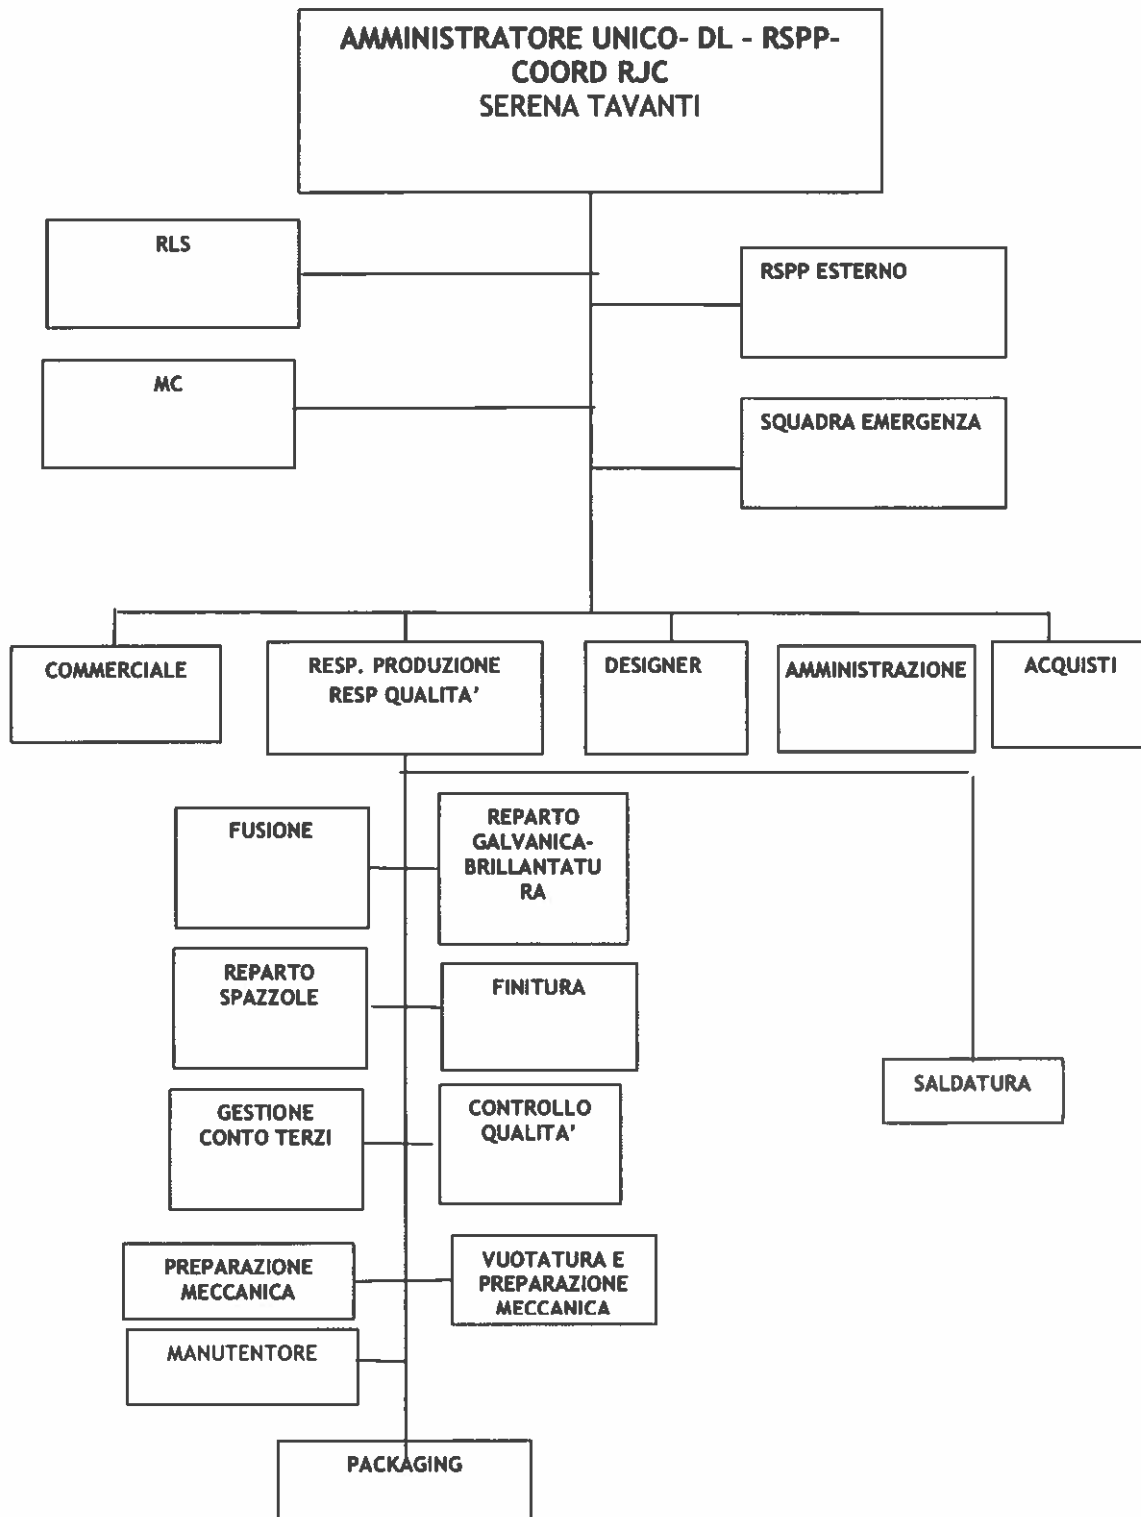 AMMINISTRATORE UNICO- DL - RSPP-
COORD RJC
SERENA TAVANTI
RLS
RSPP ESTERNO
MC
SQUADRA EMERGENZA
COMMERCIALE
RESP. PRODUZIONE
RESP QUALITA'
DESIGNER
AMMINISTRAZIONE
ACQUISTI
FUSIONE
REPARTO
GALVANICA-
BRILLANTATU
RA
REPARTO
SPAZZOLE
FINITURA
SALDATURA
GESTIONE
CONTO TERZI
CONTROLLO
QUALITA'
PREPARAZIONE
MECCANICA
VUOTATURA E
PREPARAZIONE
MECCANICA
MANUTENTORE
PACKAGING